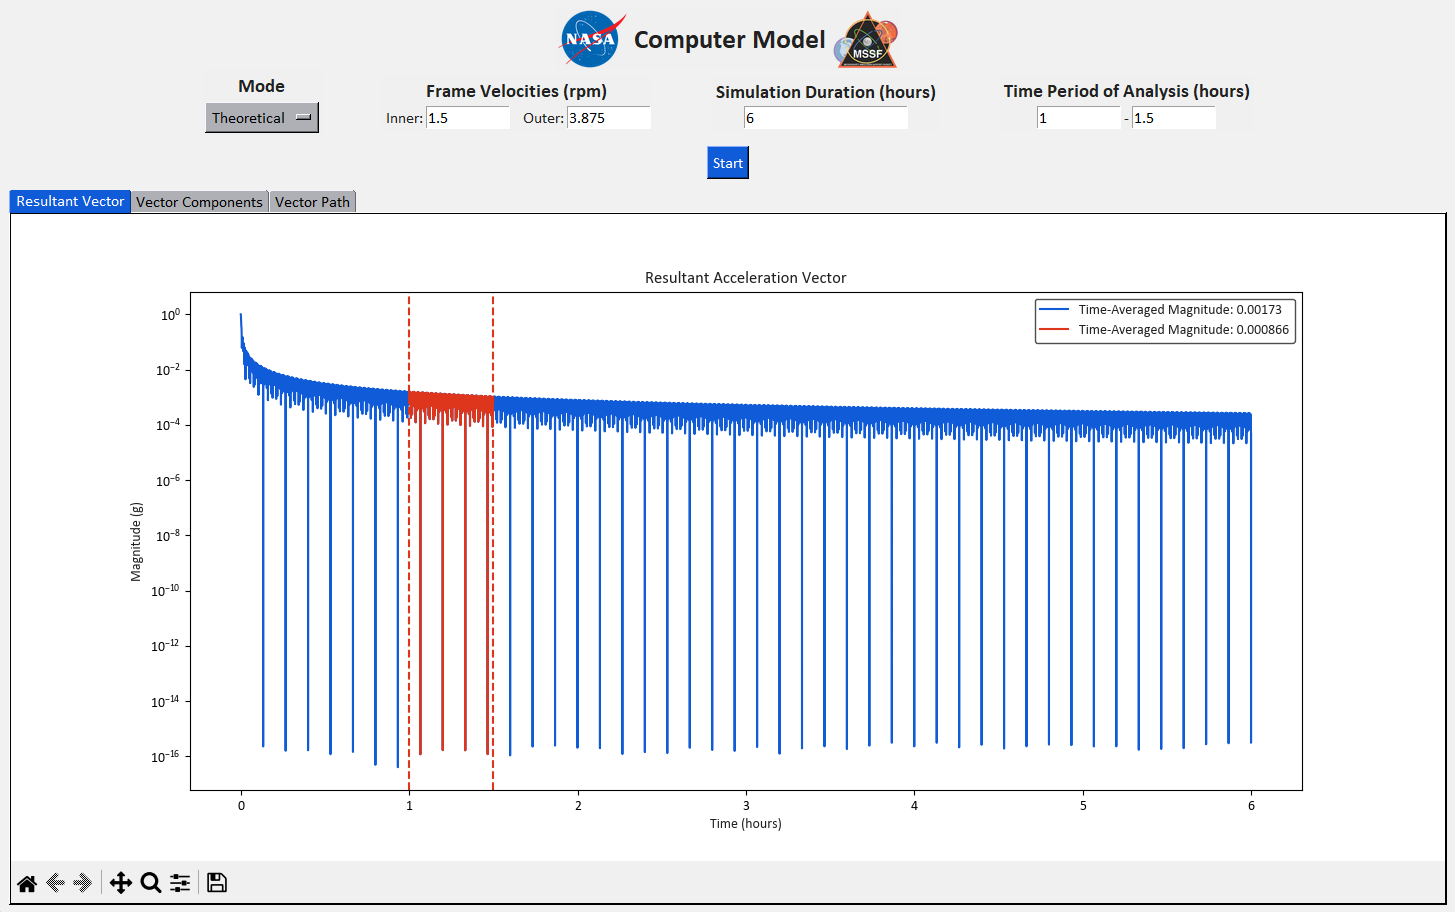 NASA Computer Model MSSF
Mode
Theoretical
Frame Velocities (rpm)
Inner: 1.5 Outer: 3.875
Simulation Duration (hours)
6
Time Period of Analysis (hours)
1 - 1.5
Start
Resultant Vector Vector Components Vector Path
Resultant Acceleration Vector
Time-Averaged Magnitude: 0.00173
Time-Averaged Magnitude: 0.000866
Magnitude (g)
10⁰
10⁻²
10⁻⁴
10⁻⁶
10⁻⁸
10⁻¹⁰
10⁻¹²
10⁻¹⁴
10⁻¹⁶
0 1 2 3 4 5 6
Time (hours)